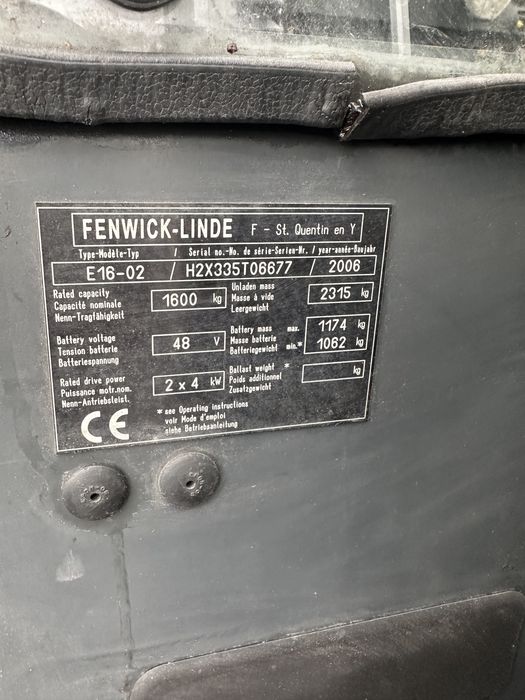 FENWICK-LINDE F - St. Quentin en Y
Type-Modèle-Typ / Serial no.-No. de série-Serien-Nr. / year-année-Baujahr
E16-02 / H2X335T06677 / 2006
Rated capacity
Capacité nominale
Nenn-Tragfähigkeit
1600 kg
Unladen mass
Masse à vide
Leergewicht
2315 kg
Battery voltage
Tension batterie
Batteriespannung
48 V
Battery mass max.
Masse batterie
Batteriegewicht min.*
1174 kg
1062 kg
Rated drive power
Puissance motr.nom.
Nenn-Antriebsleist.
2 x 4 kW
Ballast weight *
Poids additionnel
Zusatzgewicht
kg
CE
* see Operating instructions
voir Mode d'emploi
siehe Betriebsanleitung